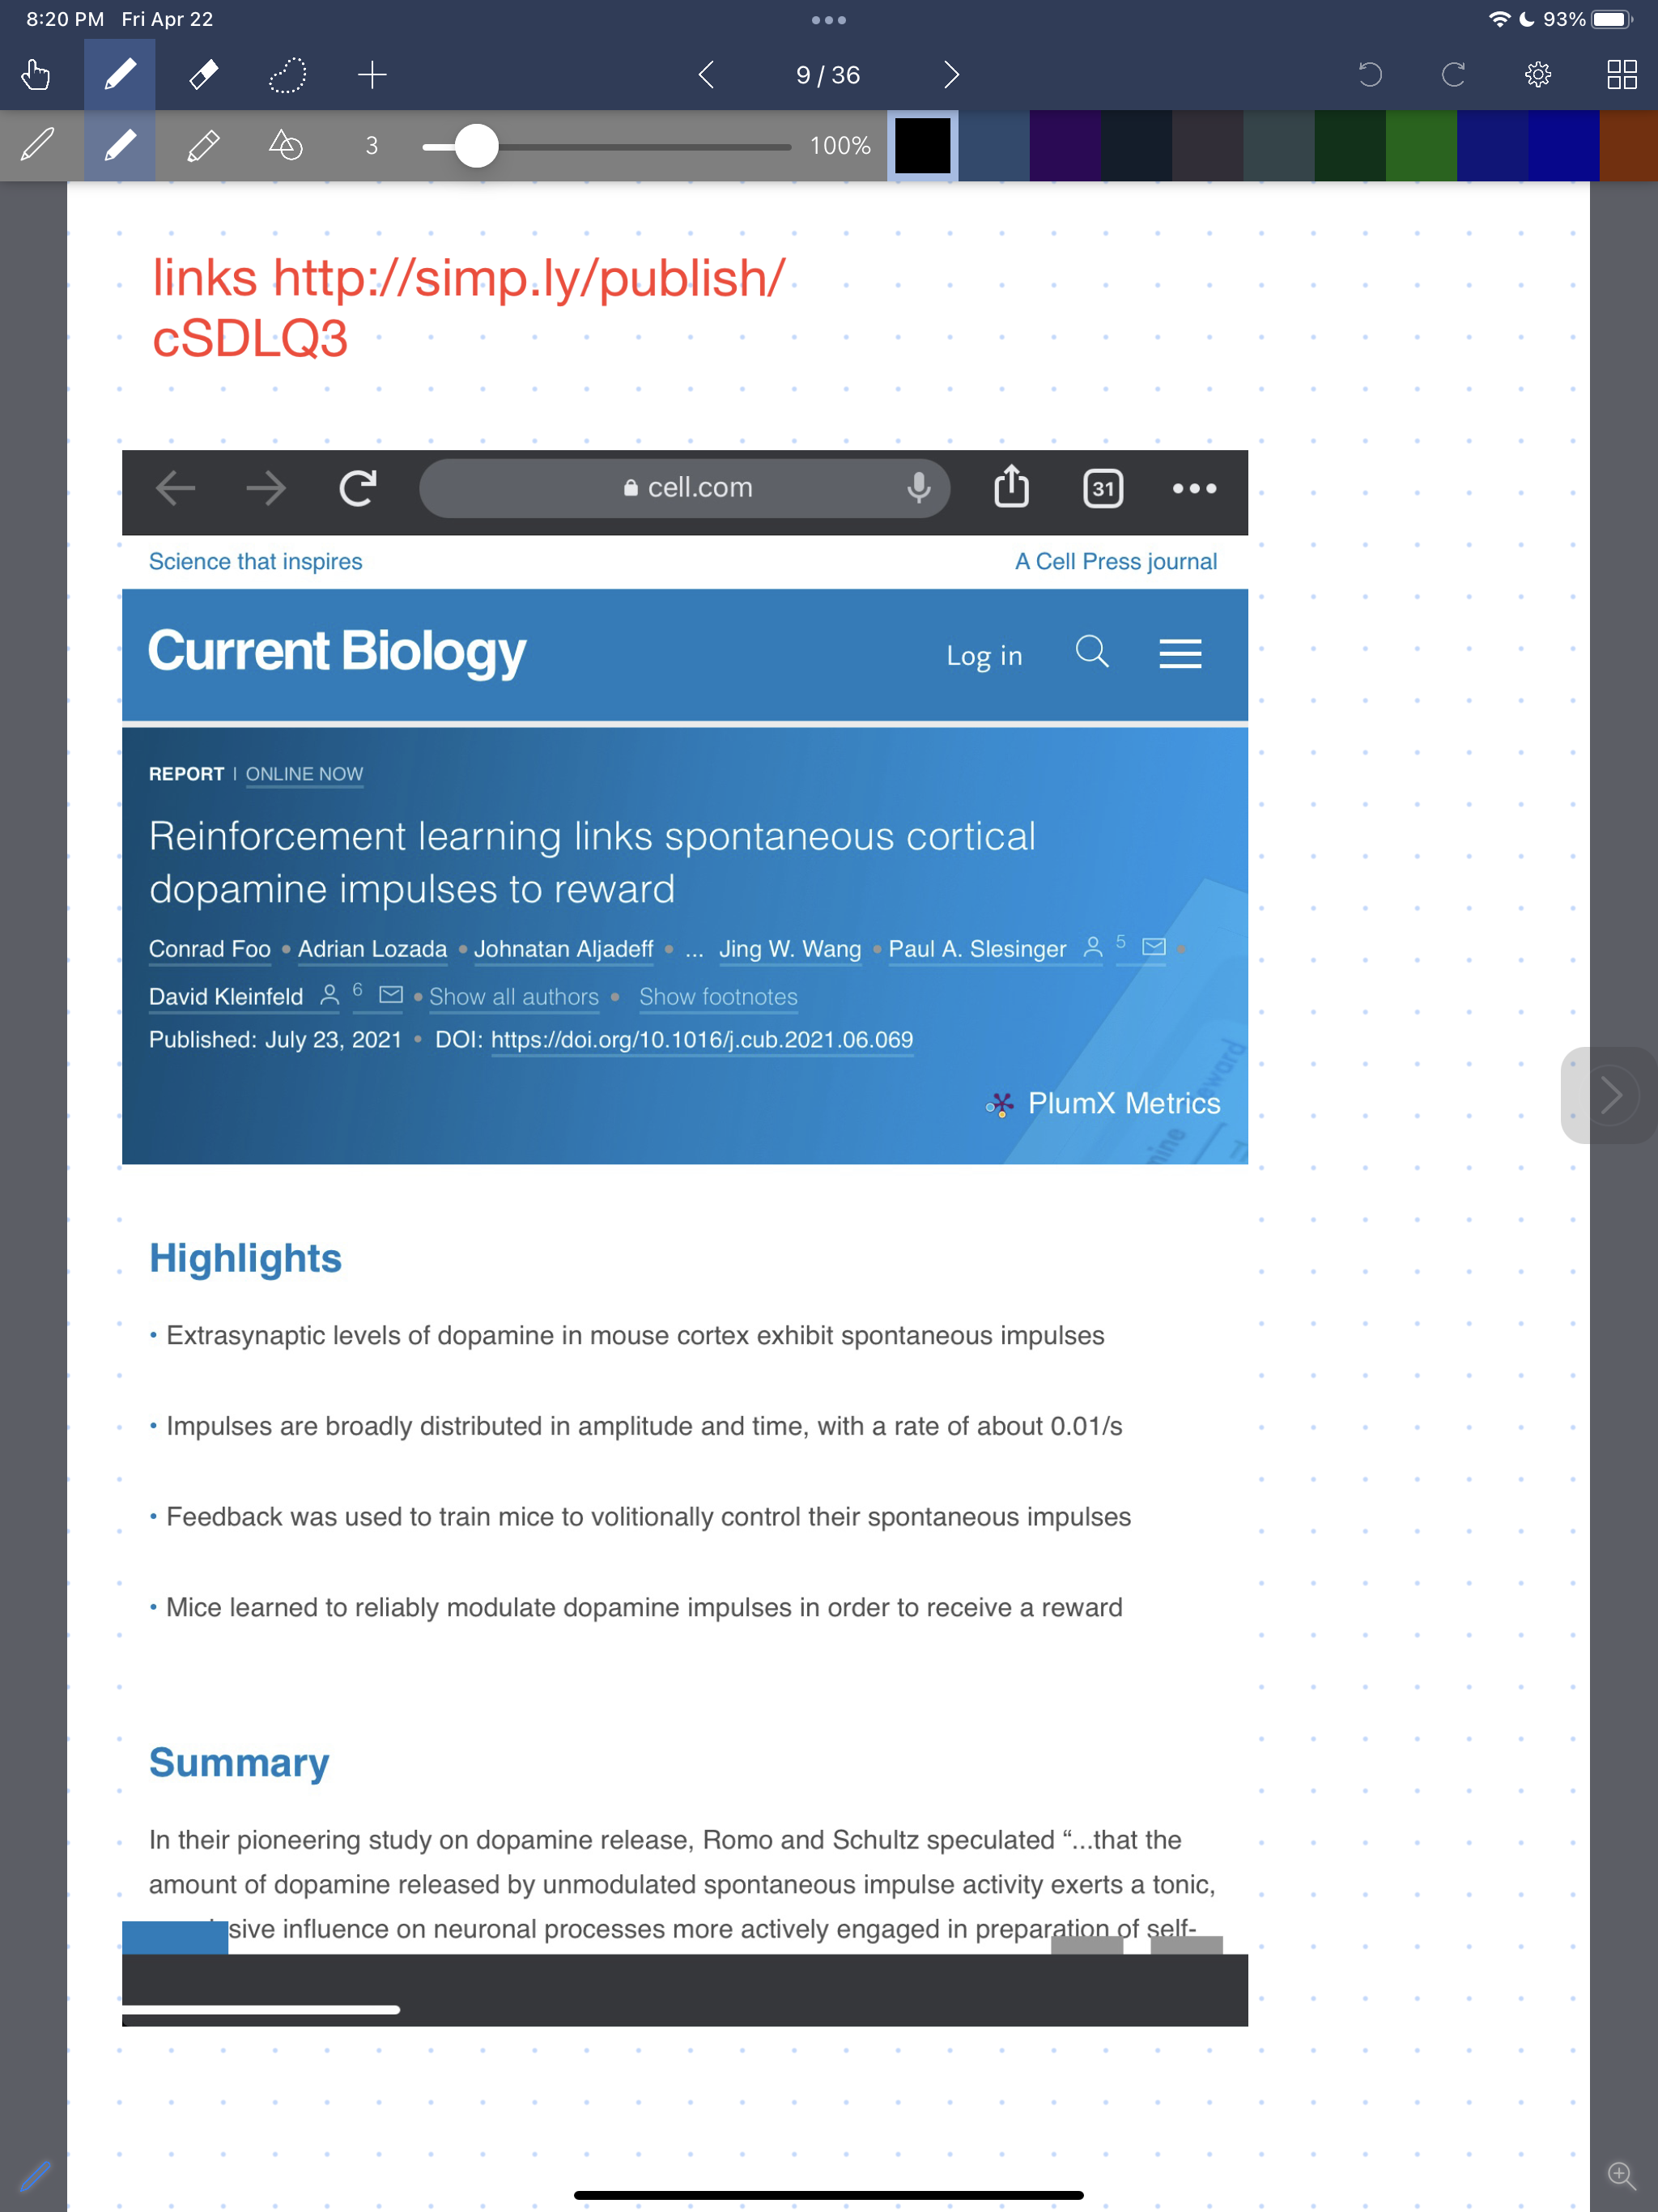 8:20 PM Fri Apr 22
93%
9 / 36
3
100%
links http://simp.ly/publish/
cSDLQ3
cell.com
31
Science that inspires
A Cell Press journal
Current Biology
Log in
REPORT | ONLINE NOW
Reinforcement learning links spontaneous cortical
dopamine impulses to reward
Conrad Foo • Adrian Lozada • Johnatan Aljadeff • ... Jing W. Wang • Paul A. Slesinger 5 •
David Kleinfeld 6 • Show all authors • Show footnotes
Published: July 23, 2021 • DOI: https://doi.org/10.1016/j.cub.2021.06.069
PlumX Metrics
Highlights
• Extrasynaptic levels of dopamine in mouse cortex exhibit spontaneous impulses
• Impulses are broadly distributed in amplitude and time, with a rate of about 0.01/s
• Feedback was used to train mice to volitionally control their spontaneous impulses
• Mice learned to reliably modulate dopamine impulses in order to receive a reward
Summary
In their pioneering study on dopamine release, Romo and Schultz speculated “...that the
amount of dopamine released by unmodulated spontaneous impulse activity exerts a tonic,
sive influence on neuronal processes more actively engaged in preparation of self-